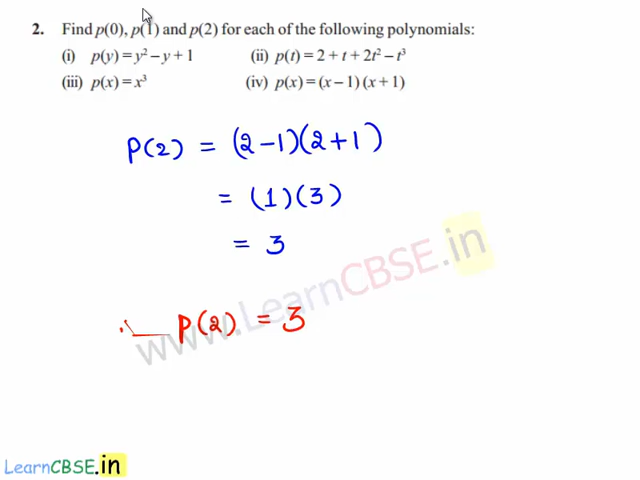 2. Find p(0), p(1) and p(2) for each of the following polynomials:
(i) p(y) = y² – y + 1 (ii) p(t) = 2 + t + 2t² – t³
(iii) p(x) = x³ (iv) p(x) = (x – 1) (x + 1)
P(2) = (2-1)(2+1)
= (1)(3)
= 3
www.LearnCBSE.in
P(2) = 3
LearnCBSE.in